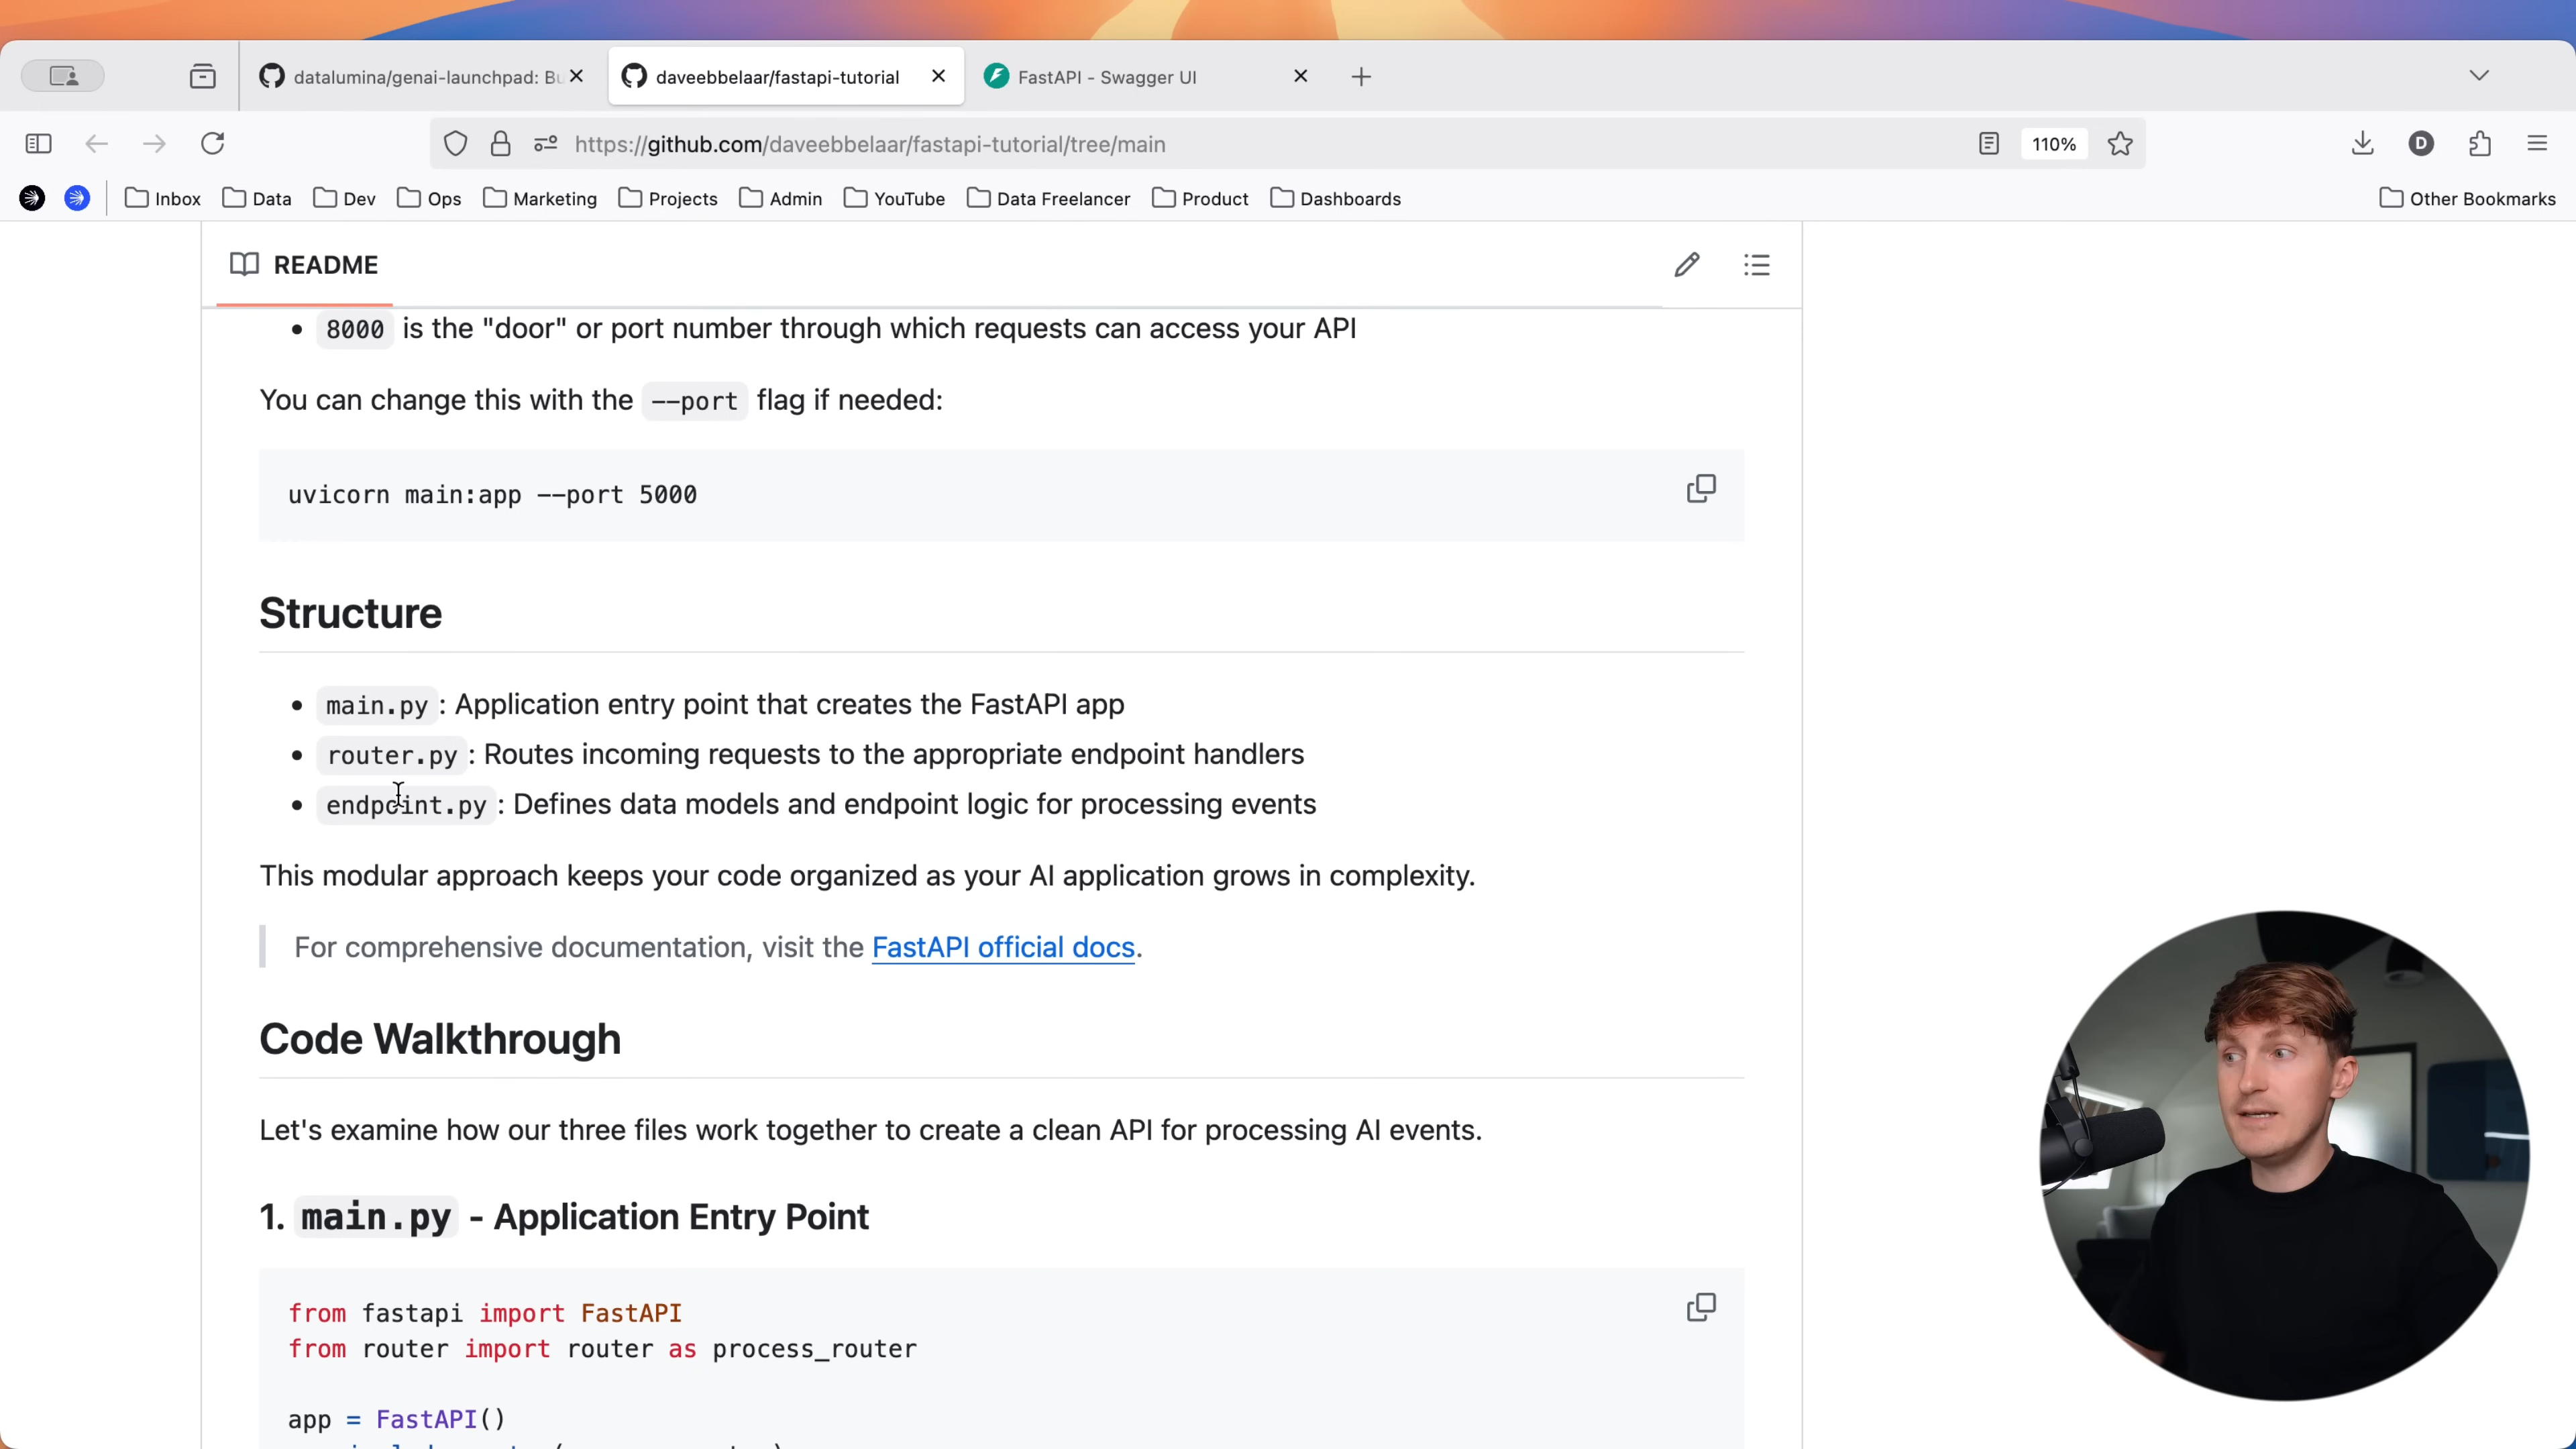 datalumina/genai-launchpad: Bu
daveebbelaar/fastapi-tutorial
FastAPI - Swagger UI
https://github.com/daveebbelaar/fastapi-tutorial/tree/main
110%
D
Inbox
Data
Dev
Ops
Marketing
Projects
Admin
YouTube
Data Freelancer
Product
Dashboards
Other Bookmarks
README
• 8000 is the "door" or port number through which requests can access your API
You can change this with the --port flag if needed:
uvicorn main:app --port 5000
Structure
• main.py: Application entry point that creates the FastAPI app
• router.py: Routes incoming requests to the appropriate endpoint handlers
• endpoint.py: Defines data models and endpoint logic for processing events
This modular approach keeps your code organized as your AI application grows in complexity.
For comprehensive documentation, visit the FastAPI official docs.
Code Walkthrough
Let's examine how our three files work together to create a clean API for processing AI events.
1. main.py - Application Entry Point
from fastapi import FastAPI
from router import router as process_router
app = FastAPI()